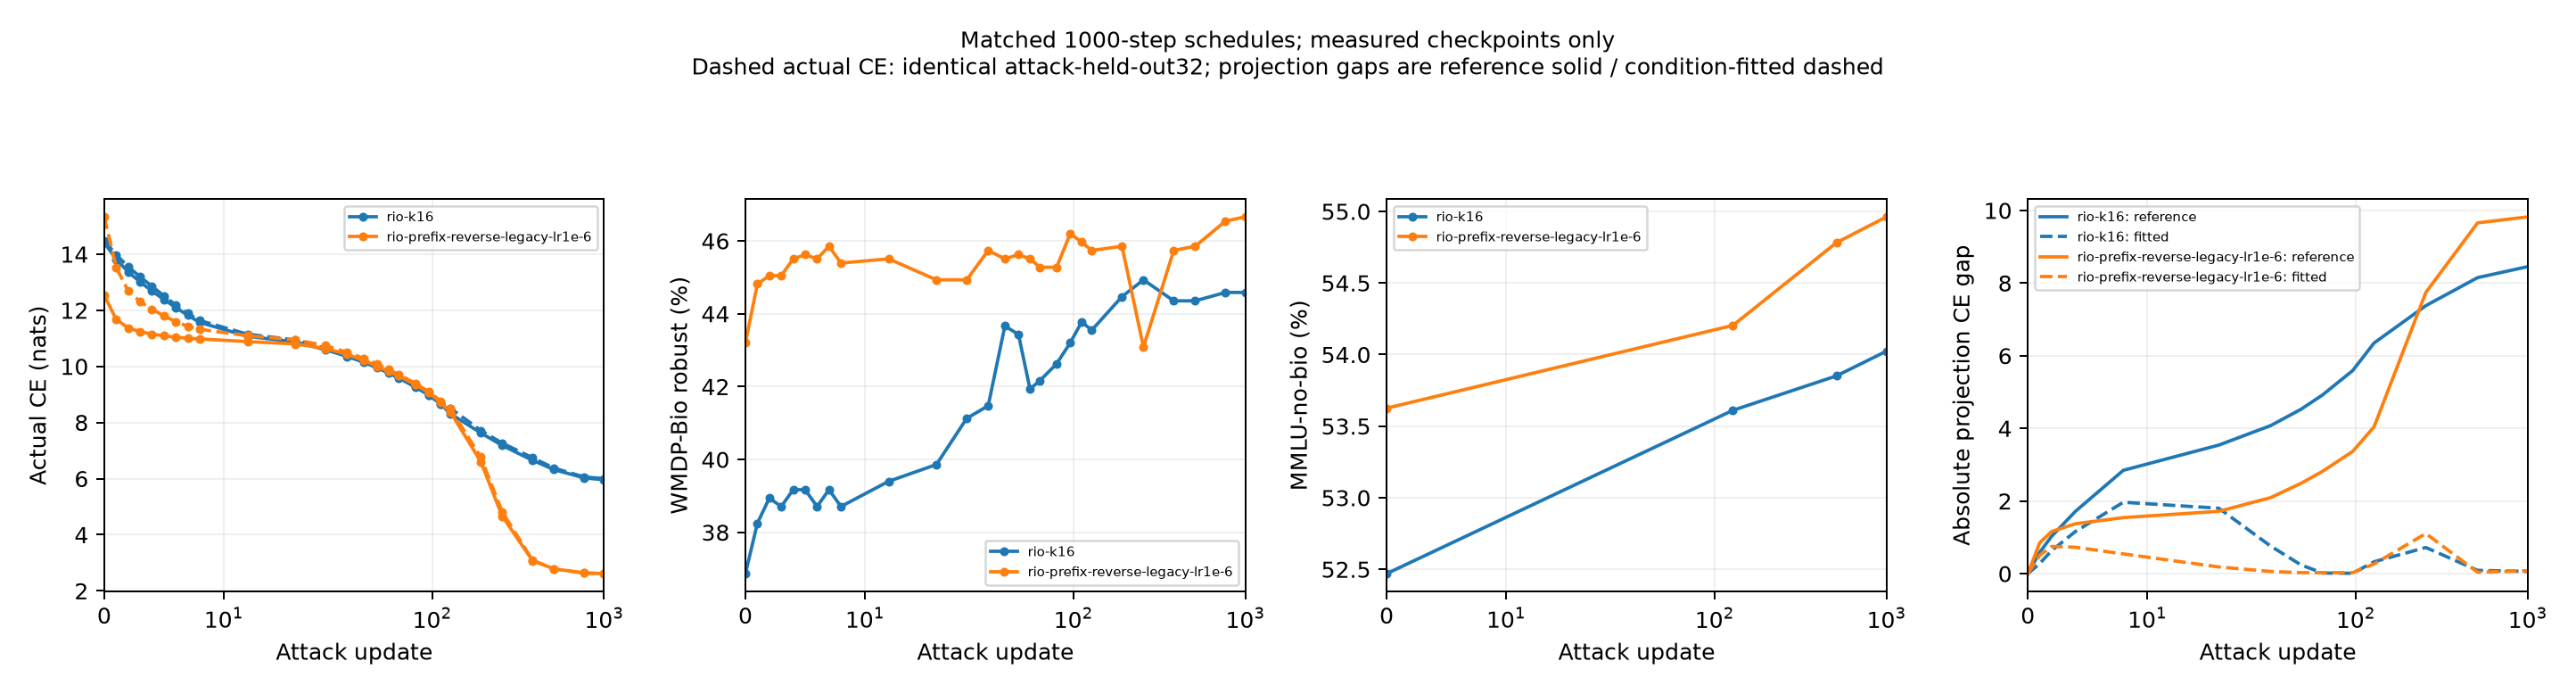 Matched 1000-step schedules; measured checkpoints only
Dashed actual CE: identical attack-held-out32; projection gaps are reference solid / condition-fitted dashed
Actual CE (nats)
14
12
10
8
6
4
2
rio-k16
rio-prefix-reverse-legacy-lr1e-6
0
10¹
10²
10³
Attack update
WMDP-Bio robust (%)
46
44
42
40
38
rio-k16
rio-prefix-reverse-legacy-lr1e-6
0
10¹
10²
10³
Attack update
MMLU-no-bio (%)
55.0
54.5
54.0
53.5
53.0
52.5
rio-k16
rio-prefix-reverse-legacy-lr1e-6
0
10¹
10²
10³
Attack update
Absolute projection CE gap
10
8
6
4
2
0
rio-k16: reference
rio-k16: fitted
rio-prefix-reverse-legacy-lr1e-6: reference
rio-prefix-reverse-legacy-lr1e-6: fitted
0
10¹
10²
10³
Attack update